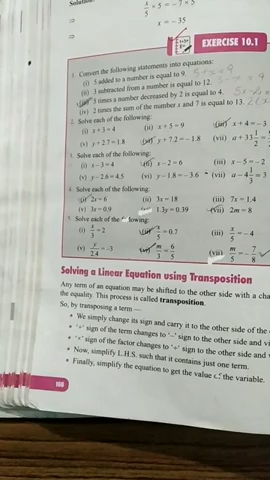 Solution:
x/5 × 5 = −7 × 5
⇒
⇒ x = −35
EXERCISE 10.1
1. Convert the following statements into equations:
(i) 5 added to a number is equal to 9.
(ii) 3 subtracted from a number is equal to 12.
(iii) 5 times a number decreased by 2 is equal to 4.
(iv) 2 times the sum of the number x and 7 is equal to 13.
2. Solve each of the following:
(i) x + 3 = 4 (ii) x + 5 = 9 (iii) x + 4 = −3
(v) y + 2.7 = 1.8 (vi) y + 7.2 = −1.8 (vii) a + 33 1/2 =
3. Solve each of the following:
(i) x − 3 = 4 (ii) x − 2 = 6 (iii) x − 5 = −2
(v) y − 2.6 = 4.5 (vi) y − 1.8 = −3.6 (vii) a − 4 1/3 = 3
4. Solve each of the following:
(i) 2x = 6 (ii) 3x = 18 (iii) 7x = 1.4
(v) 3x = 0.9 1.3y = 0.39 (vii) 2m = 8
5. Solve each of the following:
(i) x/3 = 2 (ii) x/5 = 0.7 (iii) x/5 = −4
(v) y/2.4 = −3 (vi) m/3 = 6/5 (vii) m/5 = −7/8
Solving a Linear Equation using Transposition
Any term of an equation may be shifted to the other side with a cha
the equality. This process is called transposition.
So, by transposing a term —
• We simply change its sign and carry it to the other side of the
• '+' sign of the term changes to '−' sign to the other side and
• '×' sign of the factor changes to '÷' sign to the other side and
• Now, simplify L.H.S. such that it contains just one term.
• Finally, simplify the equation to get the value of the variable.
108